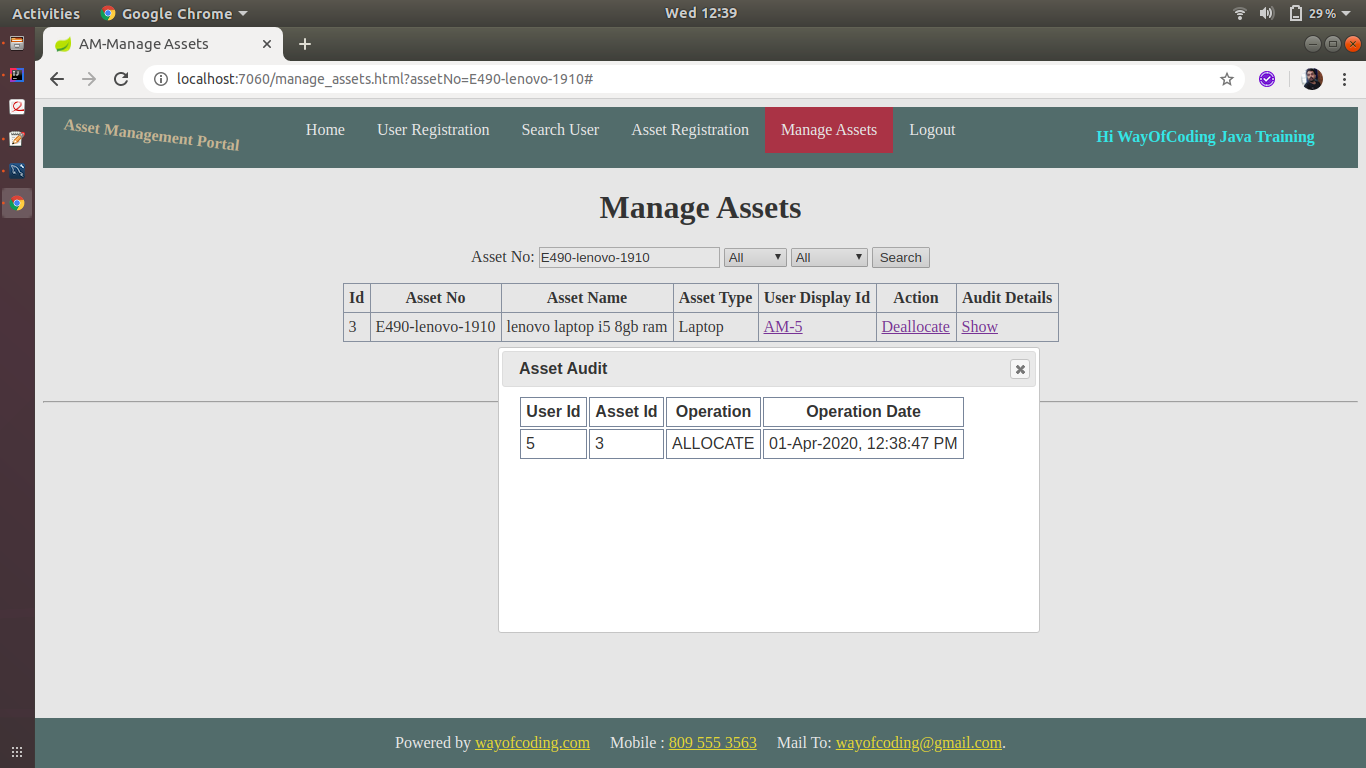 Activities Google Chrome Wed 12:39 29%
AM-Manage Assets
localhost:7060/manage_assets.html?assetNo=E490-lenovo-1910#
Asset Management Portal Home User Registration Search User Asset Registration Manage Assets Logout Hi WayOfCoding Java Training
Manage Assets
Asset No: E490-lenovo-1910 All All Search
Id Asset No Asset Name Asset Type User Display Id Action Audit Details
3 E490-lenovo-1910 lenovo laptop i5 8gb ram Laptop AM-5 Deallocate Show
Asset Audit
User Id Asset Id Operation Operation Date
5 3 ALLOCATE 01-Apr-2020, 12:38:47 PM
Powered by wayofcoding.com Mobile : 809 555 3563 Mail To: wayofcoding@gmail.com.